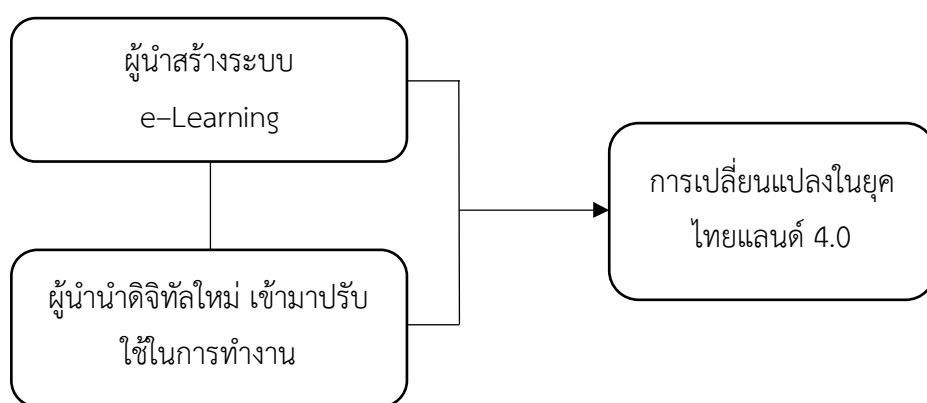 ผู้นำสร้างระบบ
e–Learning
การเปลี่ยนแปลงในยุค
ไทยแลนด์ 4.0
ผู้นำนำดิจิทัลใหม่ เข้ามาปรับ
ใช้ในการทำงาน